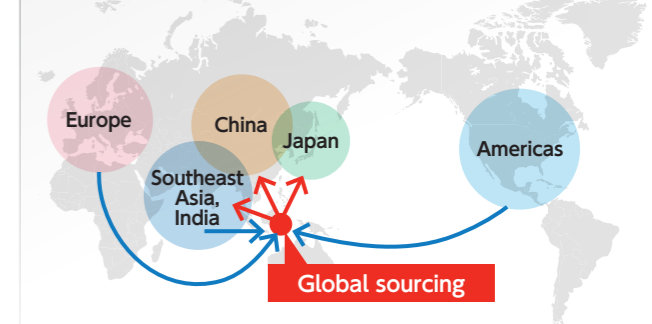 Europe
China
Japan
Americas
Southeast
Asia,
India
Global sourcing